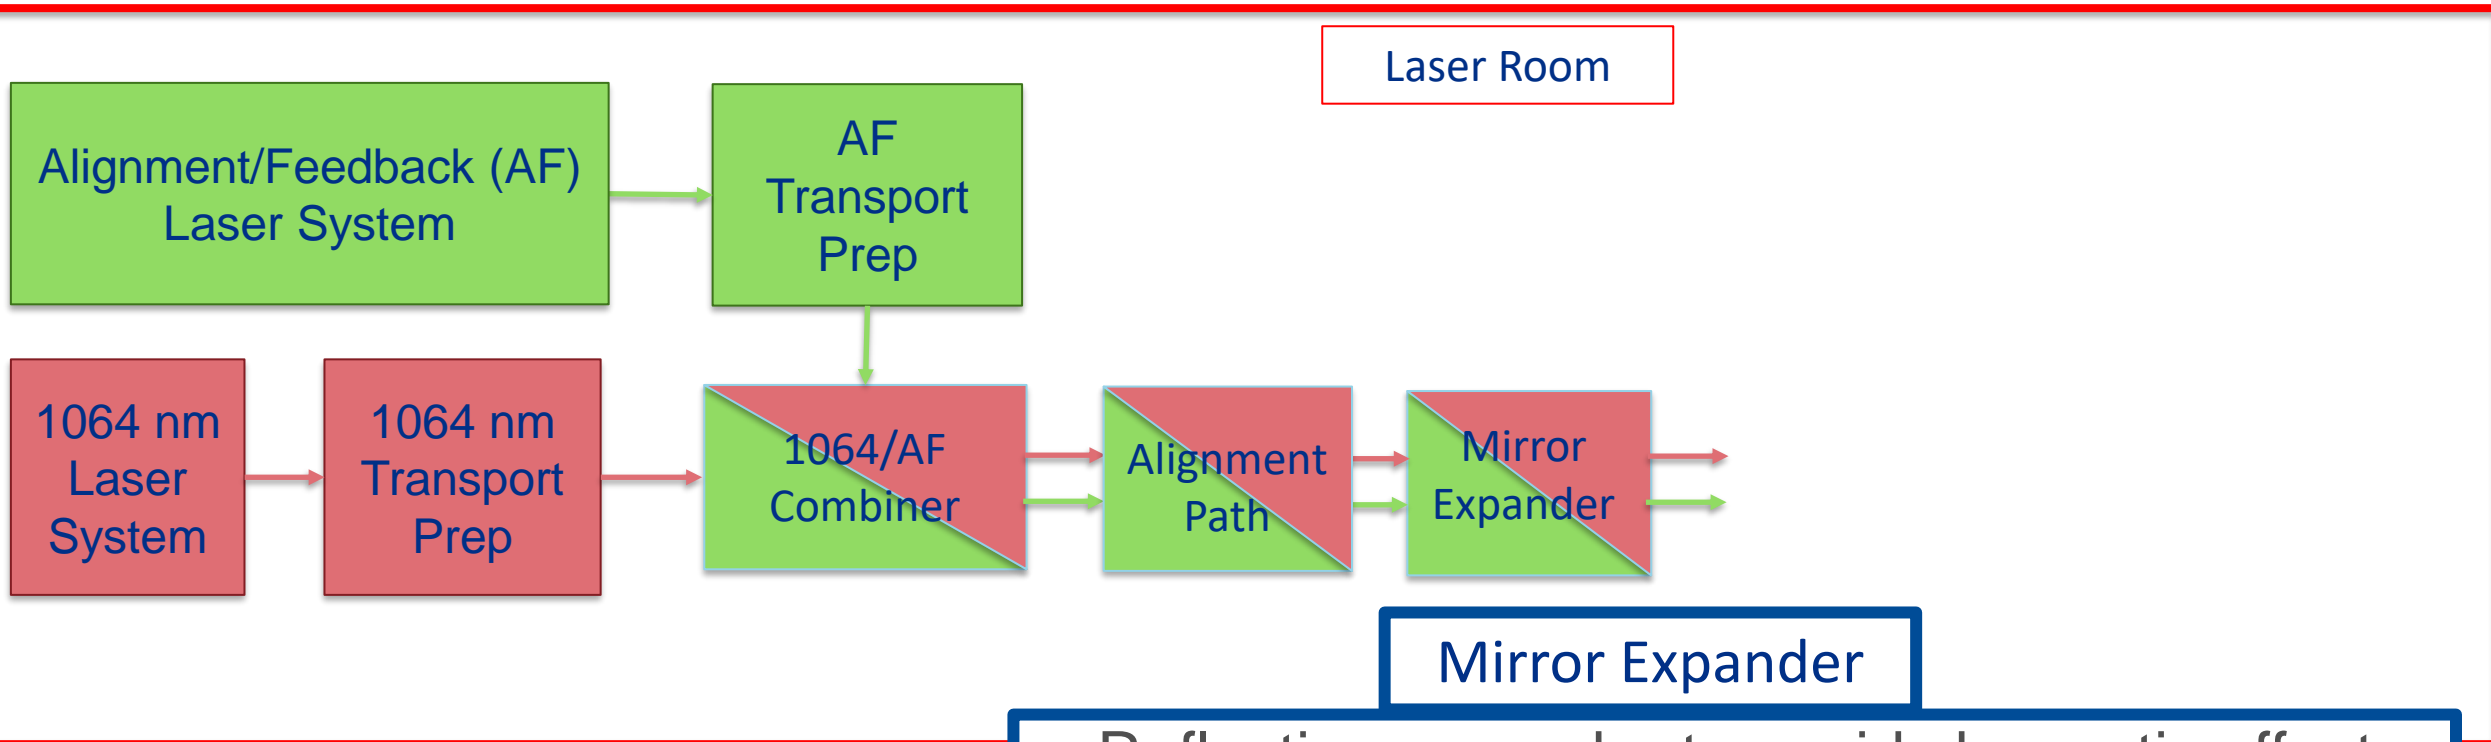 Laser Room
Alignment/Feedback (AF)
Laser System
AF
Transport
Prep
1064 nm
Laser
System
1064 nm
Transport
Prep
1064/AF
Combiner
Alignment
Path
Mirror
Expander
Mirror Expander